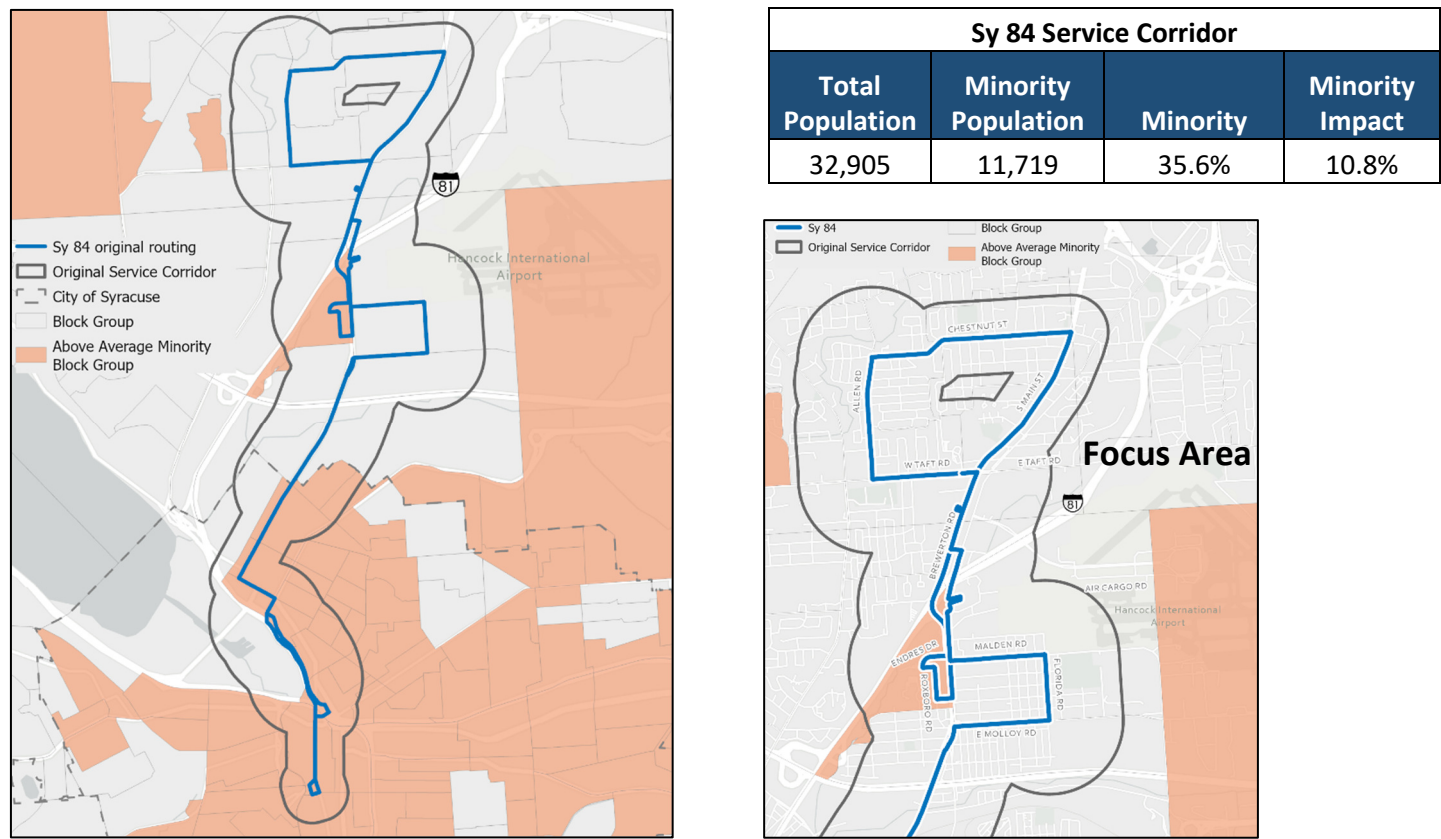 81
Hancock International
Airport
Sy 84 original routing
Original Service Corridor
City of Syracuse
Block Group
Above Average Minority
Block Group
Sy 84 Service Corridor
Total
Population
Minority
Population
Minority
Minority
Impact
32,905
11,719
35.6%
10.8%
Sy 84
Block Group
Original Service Corridor
Above Average Minority
Block Group
CHESTNUT ST
ALLEN RD
S MAIN ST
W TAFT RD
E TAFT RD
Focus Area
81
BREWERTON RD
AIR CARGO RD
Hancock International
Airport
ENDRES DR
MALDEN RD
ROXBORO RD
FLORIDA RD
E MOLLOY RD